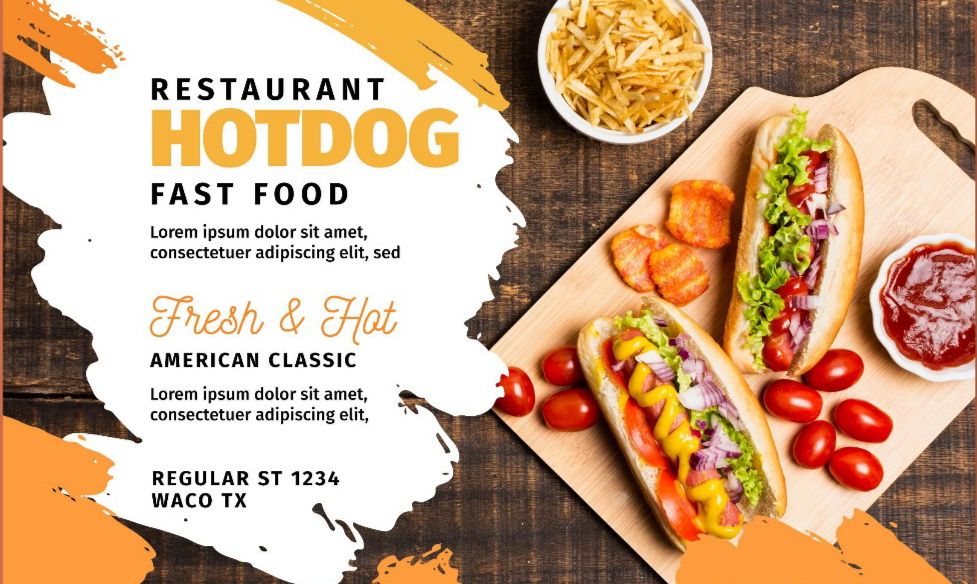 RESTAURANT
HOTDOG
FAST FOOD
Lorem ipsum dolor sit amet,
consectetuer adipiscing elit, sed
Fresh & Hot
AMERICAN CLASSIC
Lorem ipsum dolor sit amet,
consectetuer adipiscing elit,
REGULAR ST 1234
WACO TX